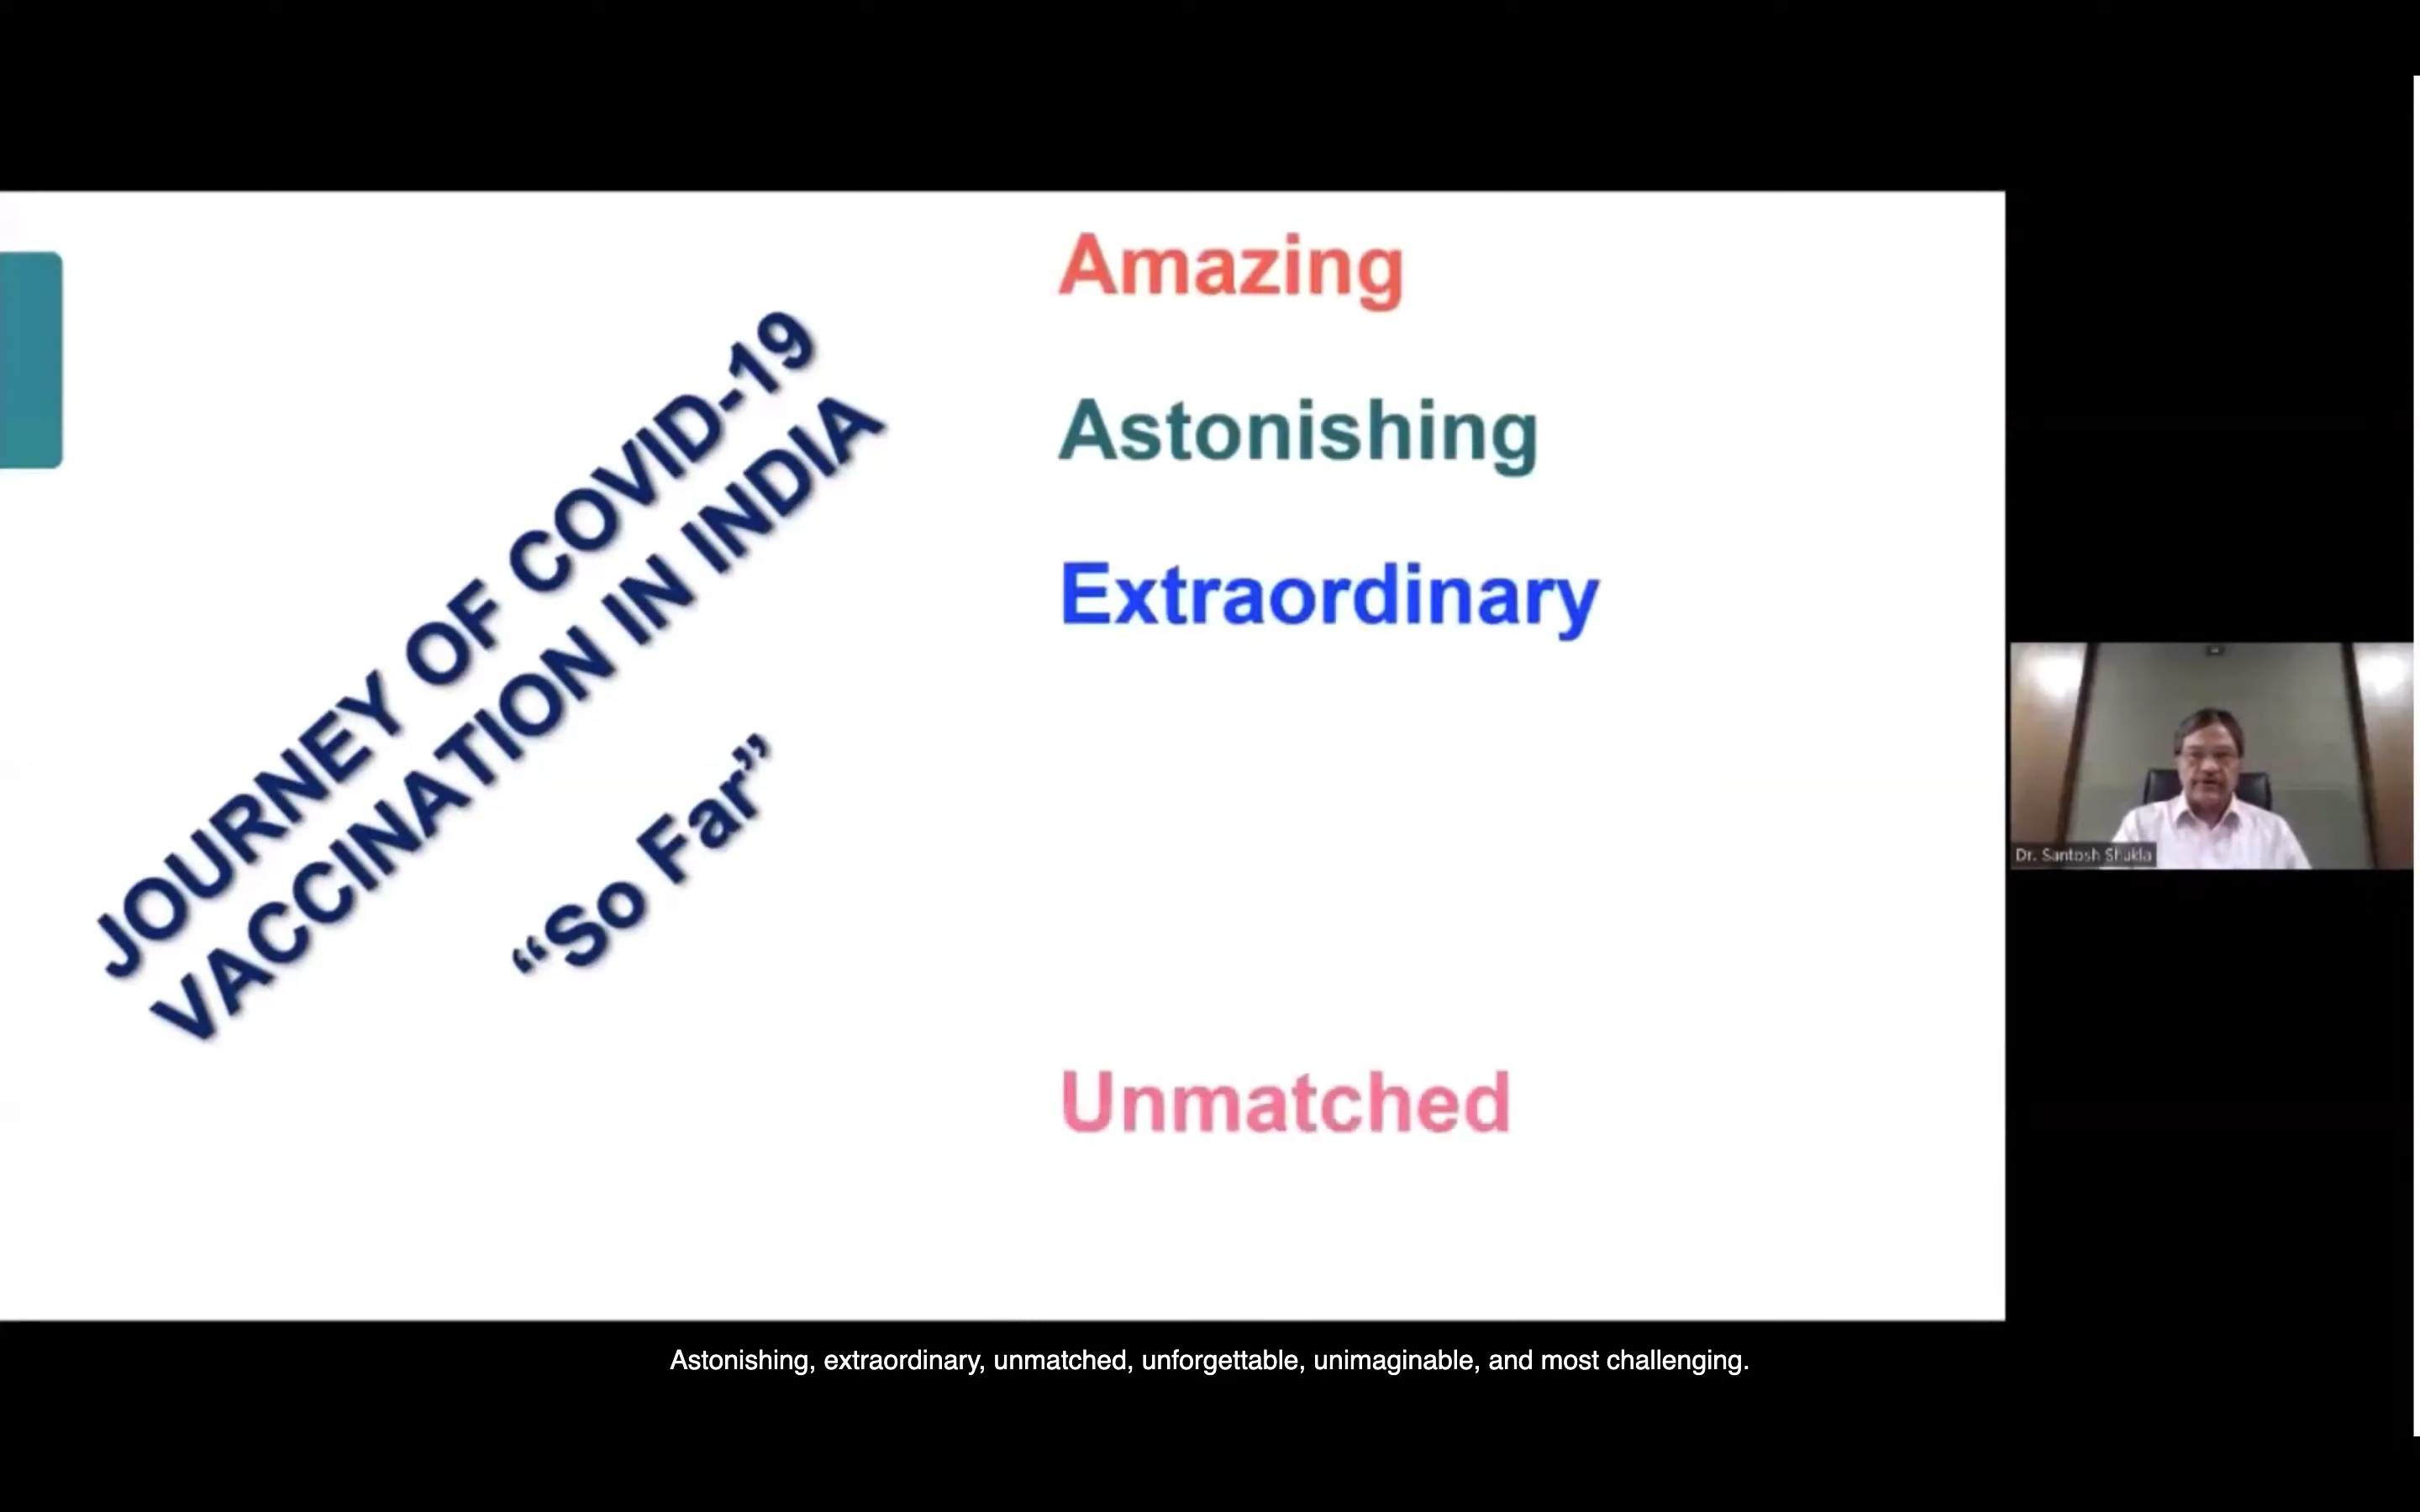 JOURNEY OF COVID-19
VACCINATION IN INDIA
“So Far”
Amazing
Astonishing
Extraordinary
Unmatched
Dr. Santosh Shukla
Astonishing, extraordinary, unmatched, unforgettable, unimaginable, and most challenging.